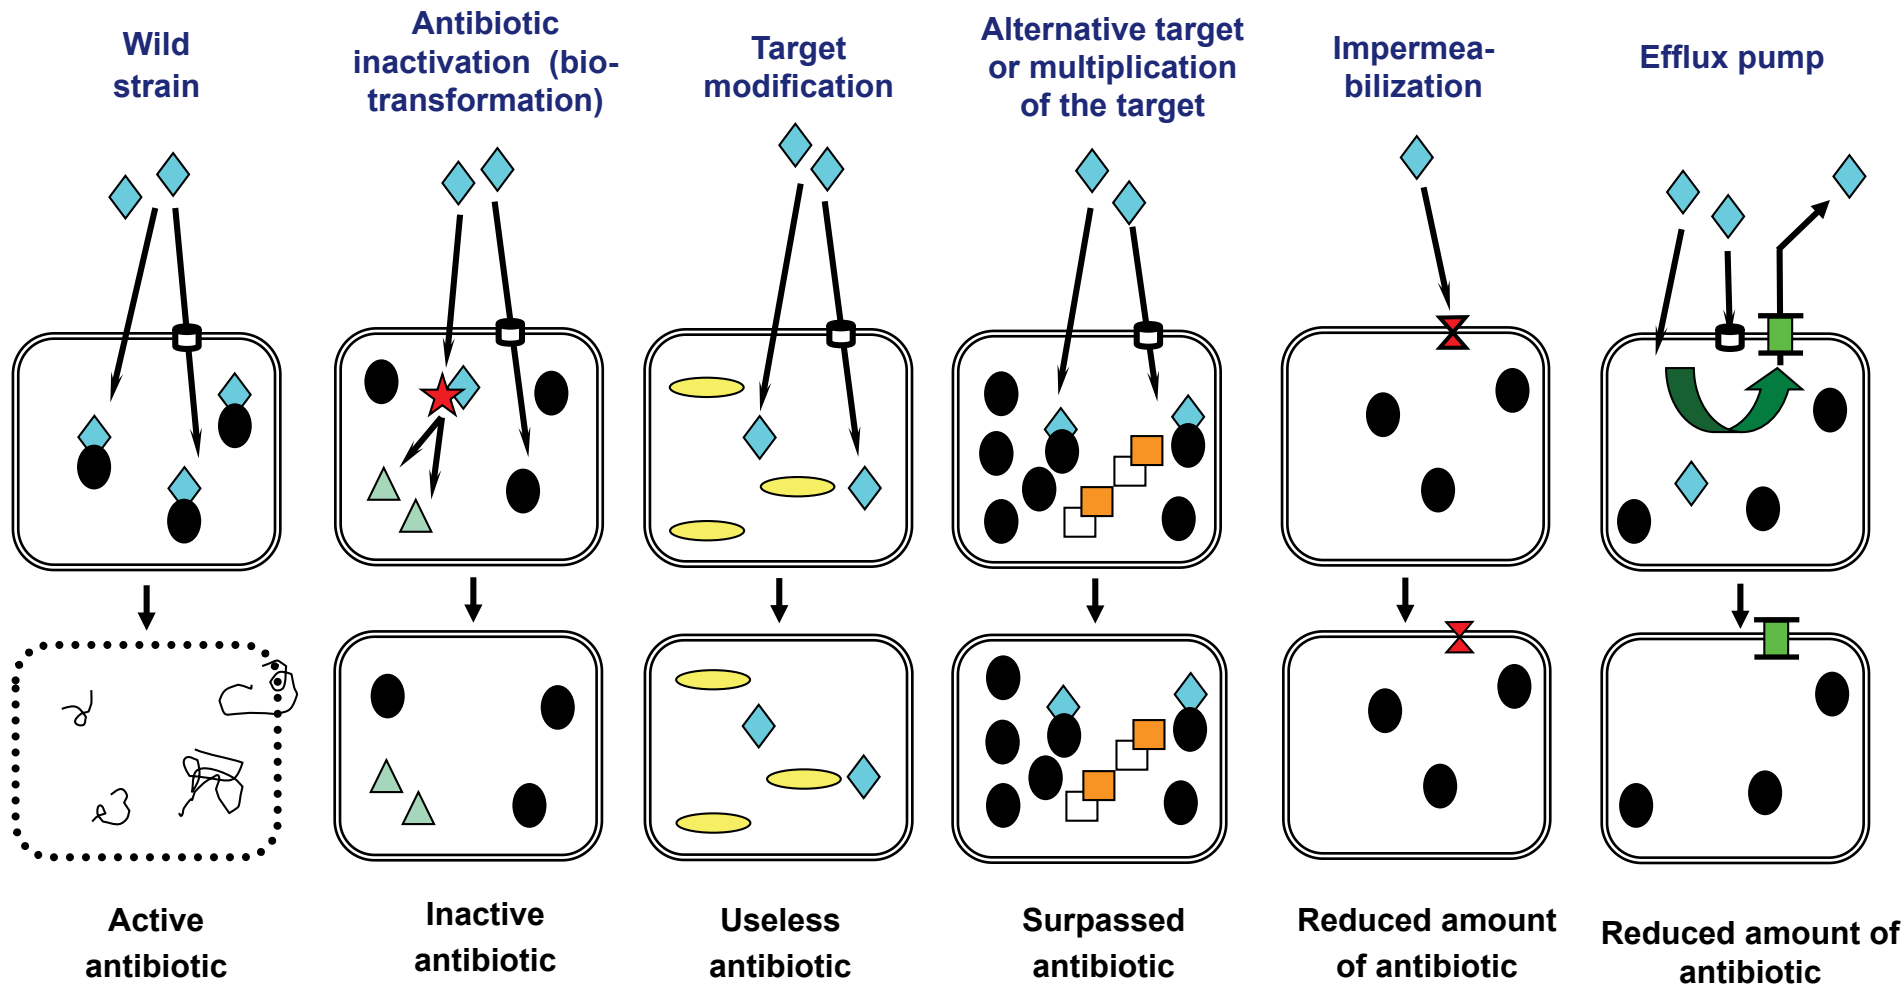 Wild
strain
Antibiotic
inactivation (bio-
transformation)
Target
modification
Alternative target
or multiplication
of the target
Impermea-
bilization
Efflux pump
Active
antibiotic
Inactive
antibiotic
Useless
antibiotic
Surpassed
antibiotic
Reduced amount
of antibiotic
Reduced amount of
antibiotic